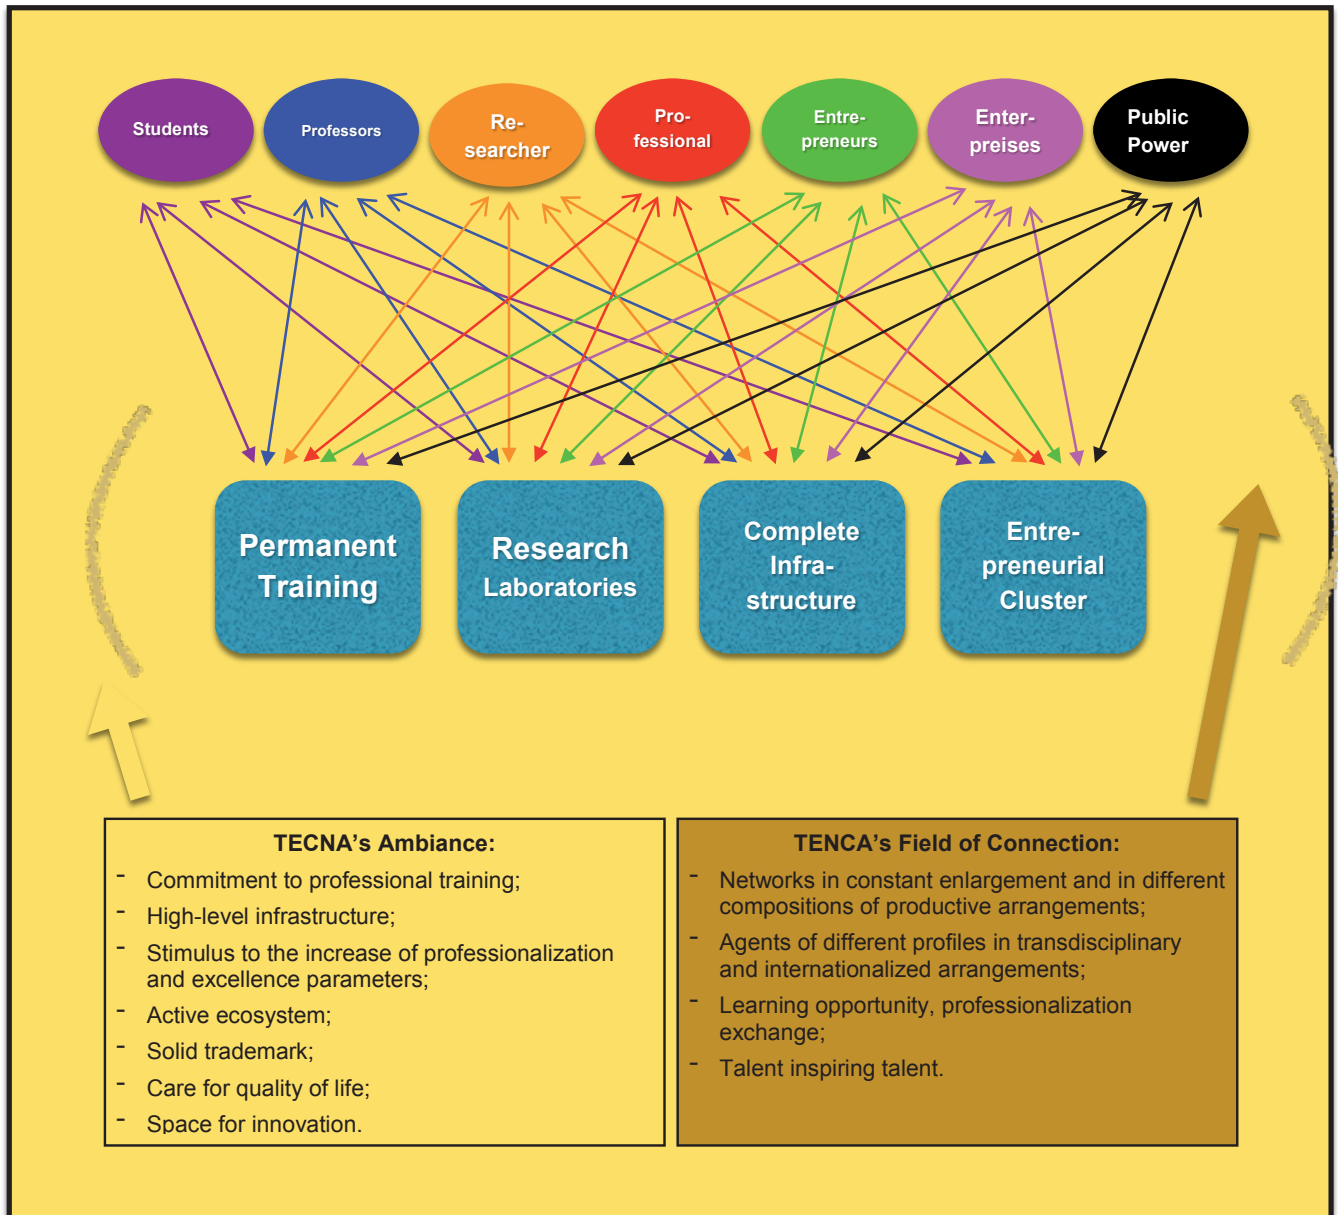 Students
Professors
Re-
searcher
Pro-
fessional
Entre-
preneurs
Enter-
preises
Public
Power
Permanent
Training
Research
Laboratories
Complete
Infra-
structure
Entre-
preneurial
Cluster
TECNA’s Ambiance:
- Commitment to professional training;
- High-level infrastructure;
- Stimulus to the increase of professionalization
and excellence parameters;
- Active ecosystem;
- Solid trademark;
- Care for quality of life;
- Space for innovation.
TENCA’s Field of Connection:
- Networks in constant enlargement and in different
compositions of productive arrangements;
- Agents of different profiles in transdisciplinary
and internationalized arrangements;
- Learning opportunity, professionalization
exchange;
- Talent inspiring talent.